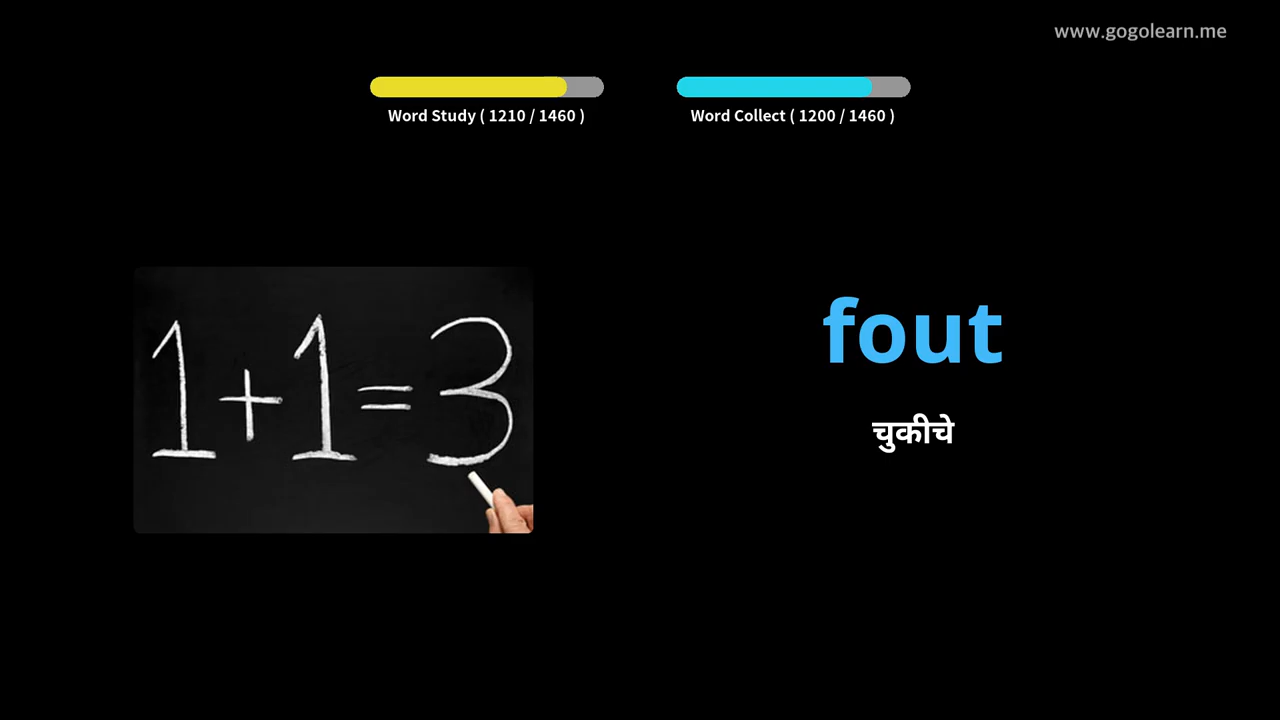 www.gogolearn.me
Word Study ( 1210 / 1460 )
Word Collect ( 1200 / 1460 )
1+1=3
fout
चुकीचे